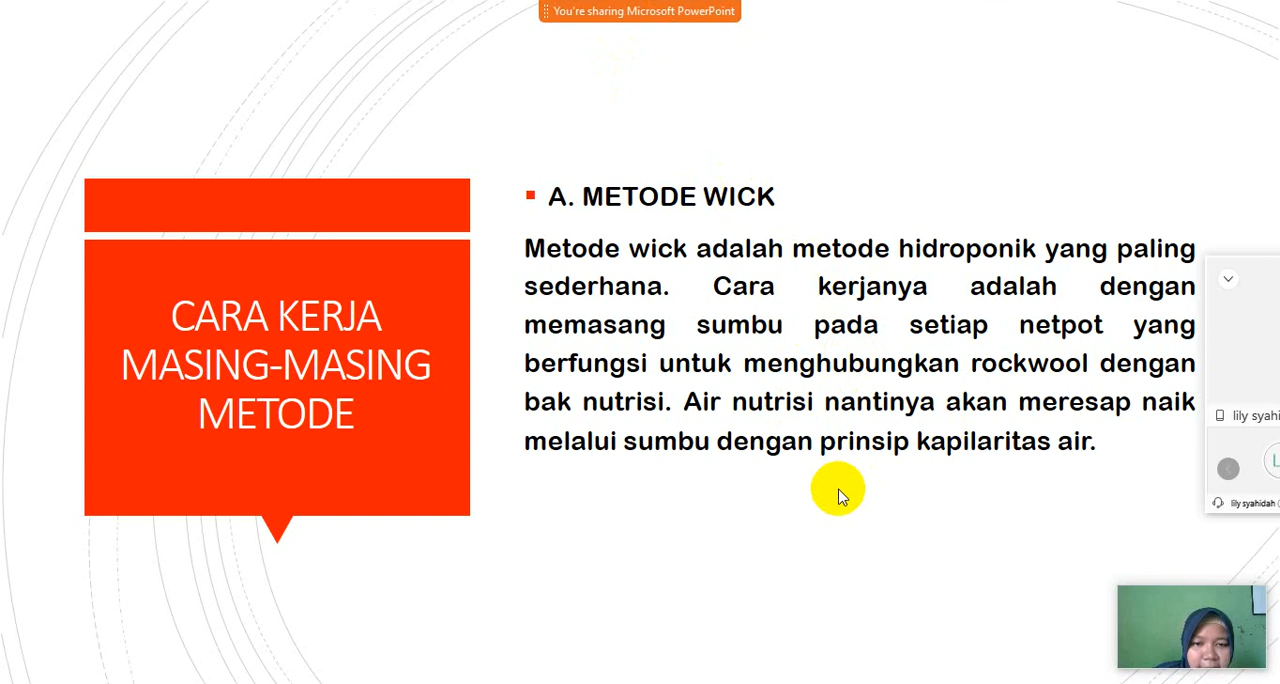 You're sharing Microsoft PowerPoint
CARA KERJA
MASING-MASING
METODE
A. METODE WICK
Metode wick adalah metode hidroponik yang paling
sederhana. Cara kerjanya adalah dengan
memasang sumbu pada setiap netpot yang
berfungsi untuk menghubungkan rockwool dengan
bak nutrisi. Air nutrisi nantinya akan meresap naik
melalui sumbu dengan prinsip kapilaritas air.
lily syahi
L
lily syahidah